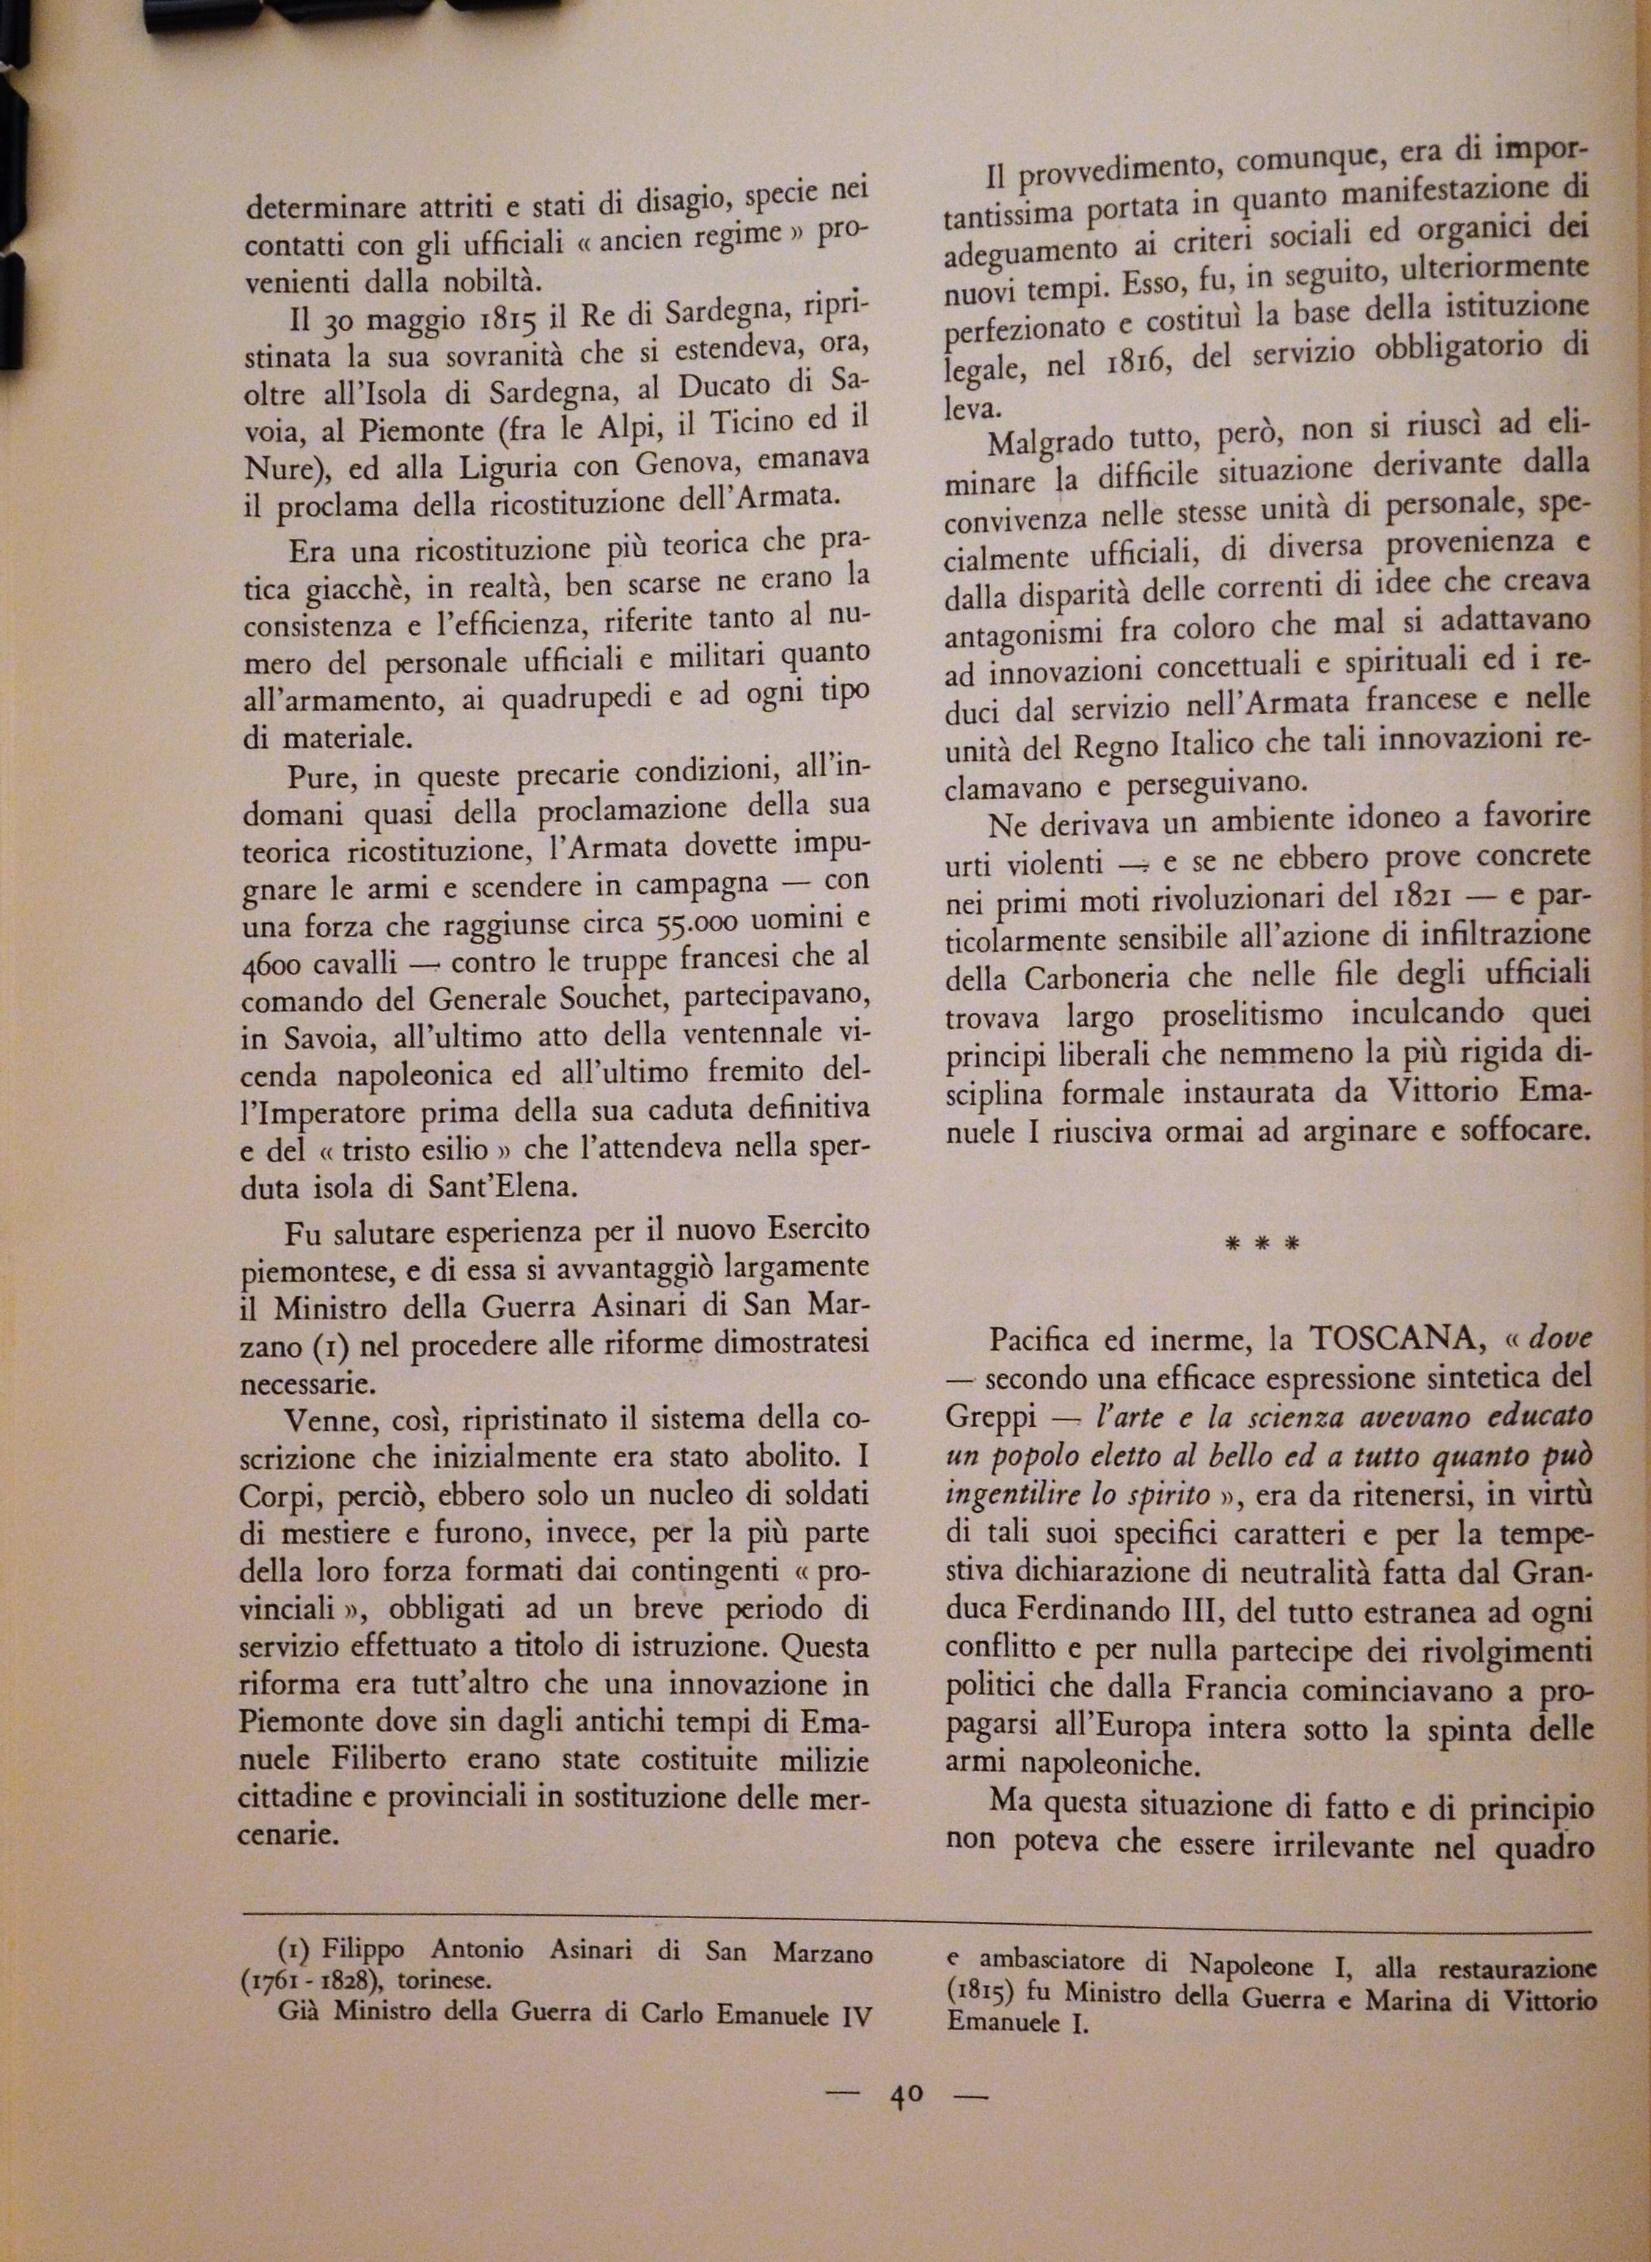 determinare attriti e stati di disagio, specie nei
contatti con gli ufficiali « ancien regime » pro-
venienti dalla nobiltà.
Il 30 maggio 1815 il Re di Sardegna, ripri-
stinata la sua sovranità che si estendeva, ora,
oltre all'Isola di Sardegna, al Ducato di Sa-
voia, al Piemonte (fra le Alpi, il Ticino ed il
Nure), ed alla Liguria con Genova, emanava
il proclama della ricostituzione dell'Armata.
Era una ricostituzione più teorica che pra-
tica giacchè, in realtà, ben scarse ne erano la
consistenza e l'efficienza, riferite tanto al nu-
mero del personale ufficiali e militari quanto
all'armamento, ai quadrupedi e ad ogni tipo
di materiale.
Pure, in queste precarie condizioni, all'in-
domani quasi della proclamazione della sua
teorica ricostituzione, l'Armata dovette impu-
gnare le armi e scendere in campagna — con
una forza che raggiunse circa 55.000 uomini e
4600 cavalli — contro le truppe francesi che al
comando del Generale Souchet, partecipavano,
in Savoia, all'ultimo atto della ventennale vi-
cenda napoleonica ed all'ultimo fremito del-
l'Imperatore prima della sua caduta definitiva
e del « tristo esilio » che l'attendeva nella sper-
duta isola di Sant'Elena.
Fu salutare esperienza per il nuovo Esercito
piemontese, e di essa si avvantaggiò largamente
il Ministro della Guerra Asinari di San Mar-
zano (1) nel procedere alle riforme dimostratesi
necessarie.
Venne, così, ripristinato il sistema della co-
scrizione che inizialmente era stato abolito. I
Corpi, perciò, ebbero solo un nucleo di soldati
di mestiere e furono, invece, per la più parte
della loro forza formati dai contingenti « pro-
vinciali », obbligati ad un breve periodo di
servizio effettuato a titolo di istruzione. Questa
riforma era tutt'altro che una innovazione in
Piemonte dove sin dagli antichi tempi di Ema-
nuele Filiberto erano state costituite milizie
cittadine e provinciali in sostituzione delle mer-
cenarie.
Il provvedimento, comunque, era di impor-
tantissima portata in quanto manifestazione di
adeguamento ai criteri sociali ed organici dei
nuovi tempi. Esso, fu, in seguito, ulteriormente
perfezionato e costituì la base della istituzione
legale, nel 1816, del servizio obbligatorio di
leva.
Malgrado tutto, però, non si riuscì ad eli-
minare la difficile situazione derivante dalla
convivenza nelle stesse unità di personale, spe-
cialmente ufficiali, di diversa provenienza e
dalla disparità delle correnti di idee che creava
antagonismi fra coloro che mal si adattavano
ad innovazioni concettuali e spirituali ed i re-
duci dal servizio nell'Armata francese e nelle
unità del Regno Italico che tali innovazioni re-
clamavano e perseguivano.
Ne derivava un ambiente idoneo a favorire
urti violenti — e se ne ebbero prove concrete
nei primi moti rivoluzionari del 1821 — e par-
ticolarmente sensibile all'azione di infiltrazione
della Carboneria che nelle file degli ufficiali
trovava largo proselitismo inculcando quei
principi liberali che nemmeno la più rigida di-
sciplina formale instaurata da Vittorio Ema-
nuele I riusciva ormai ad arginare e soffocare.
* * *
Pacifica ed inerme, la TOSCANA, « dove
— secondo una efficace espressione sintetica del
Greppi — l'arte e la scienza avevano educato
un popolo eletto al bello ed a tutto quanto può
ingentilire lo spirito », era da ritenersi, in virtù
di tali suoi specifici caratteri e per la tempe-
stiva dichiarazione di neutralità fatta dal Gran-
duca Ferdinando III, del tutto estranea ad ogni
conflitto e per nulla partecipe dei rivolgimenti
politici che dalla Francia cominciavano a pro-
pagarsi all'Europa intera sotto la spinta delle
armi napoleoniche.
Ma questa situazione di fatto e di principio
non poteva che essere irrilevante nel quadro
(1) Filippo Antonio Asinari di San Marzano
(1761 - 1828), torinese.
Già Ministro della Guerra di Carlo Emanuele IV
e ambasciatore di Napoleone I, alla restaurazione
(1815) fu Ministro della Guerra e Marina di Vittorio
Emanuele I.
— 40 —